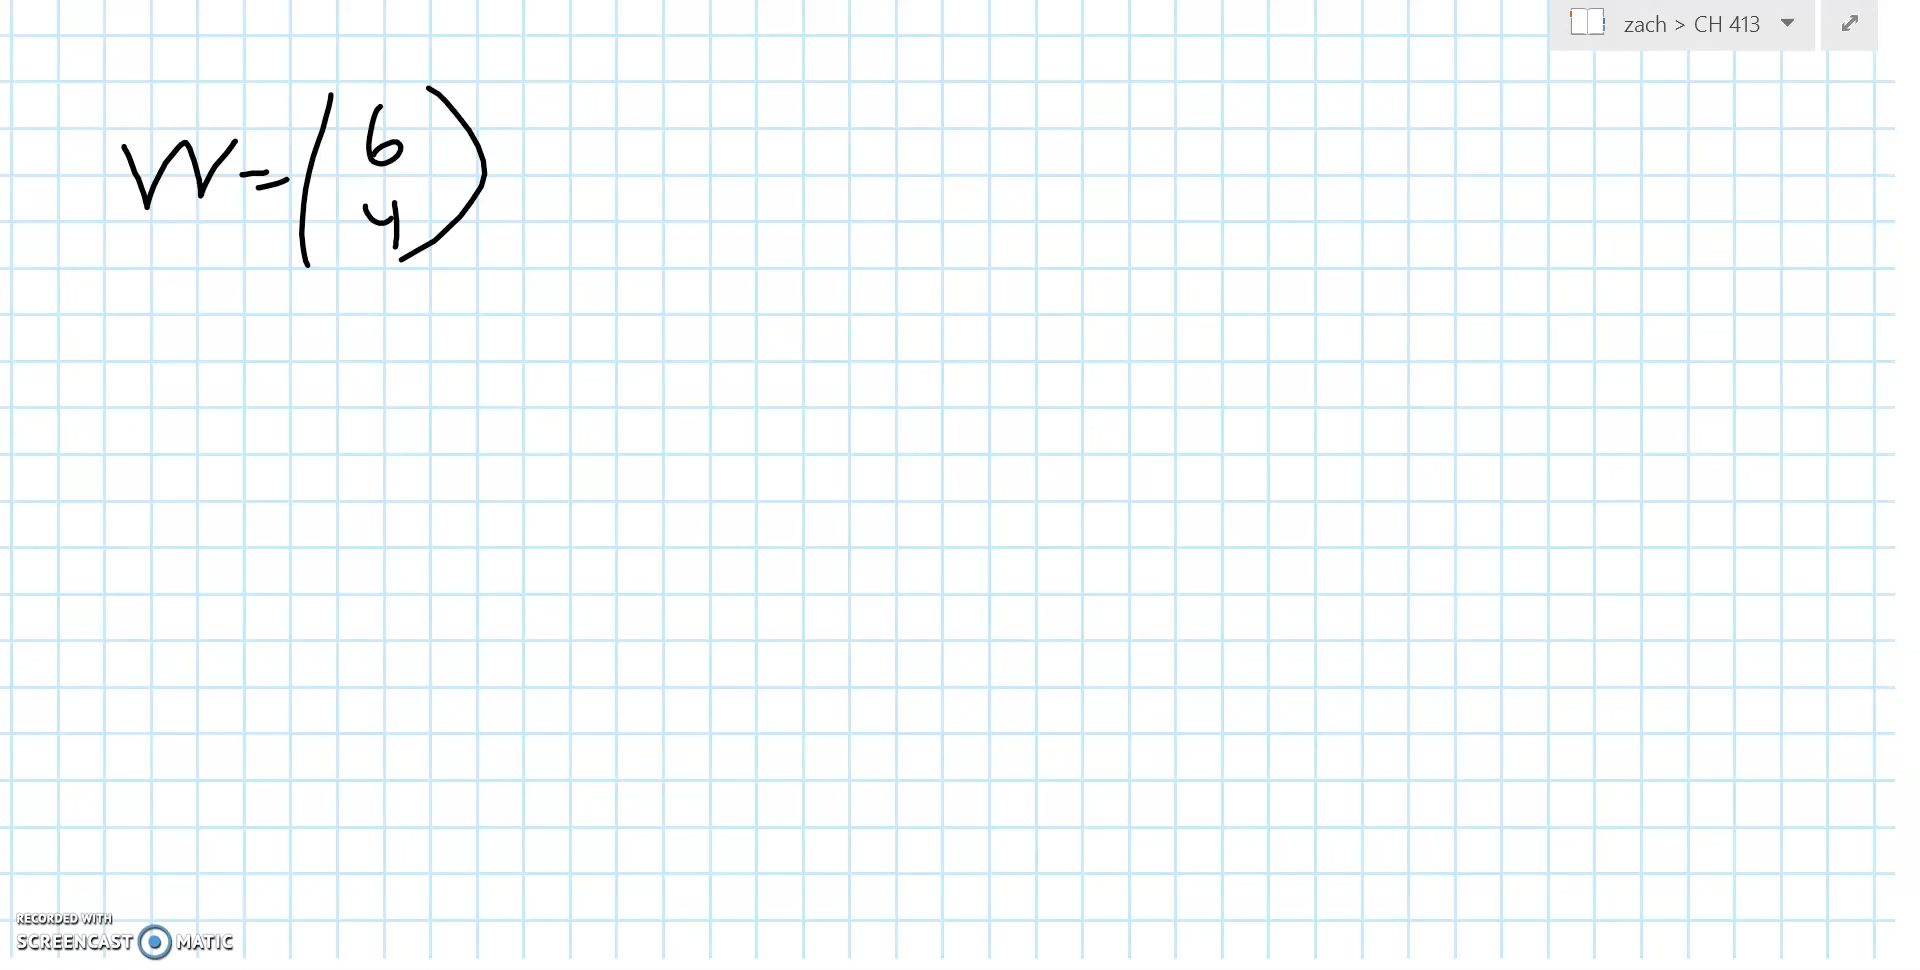 zach > CH 413
W = ( 6
4 )
RECORDED WITH
SCREENCAST MATIC